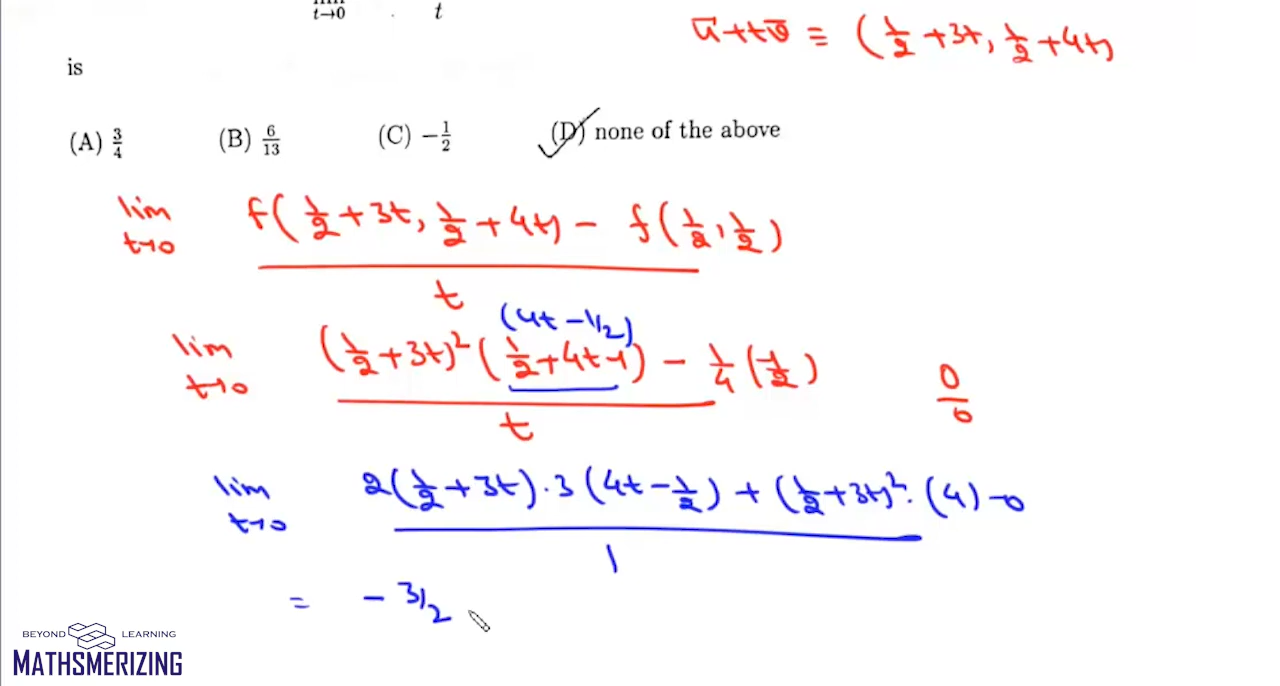 t→0 t
ū+tv̄ ≡ (1/2 +3t, 1/2 +4t)
is
(A) 3/4 (B) 6/13 (C) −1/2 (D) none of the above
lim t→0 f(1/2 +3t, 1/2 +4t) − f(1/2, 1/2) / t
(4t −1/2)
lim t→0 (1/2 +3t)² (1/2 +4t−1) − 1/4 (−1/2) / t 0/0
lim t→0 2(1/2 +3t)·3 (4t − 1/2) + (1/2 +3t)²·(4) −0 / 1
= − 3/2
BEYOND LEARNING
MATHSMERIZING